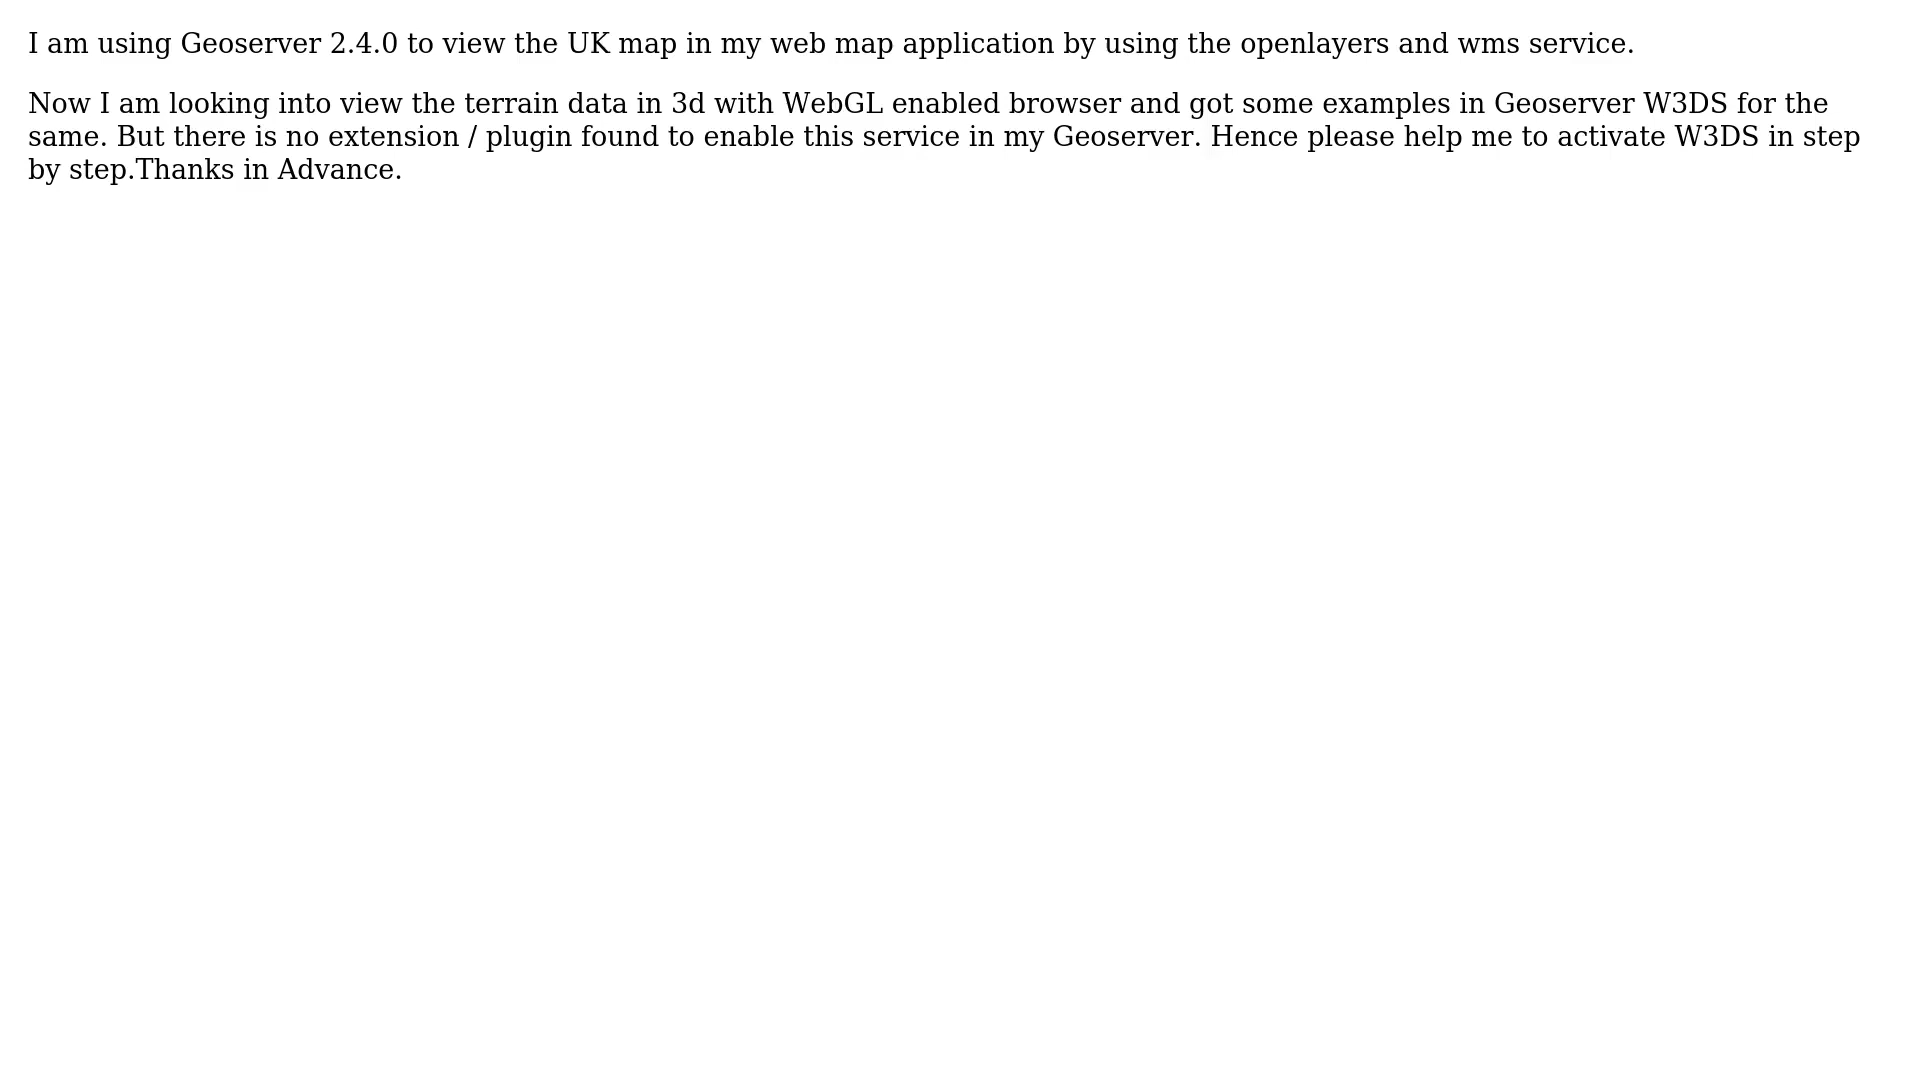 I am using Geoserver 2.4.0 to view the UK map in my web map application by using the openlayers and wms service.
Now I am looking into view the terrain data in 3d with WebGL enabled browser and got some examples in Geoserver W3DS for the
same. But there is no extension / plugin found to enable this service in my Geoserver. Hence please help me to activate W3DS in step
by step.Thanks in Advance.